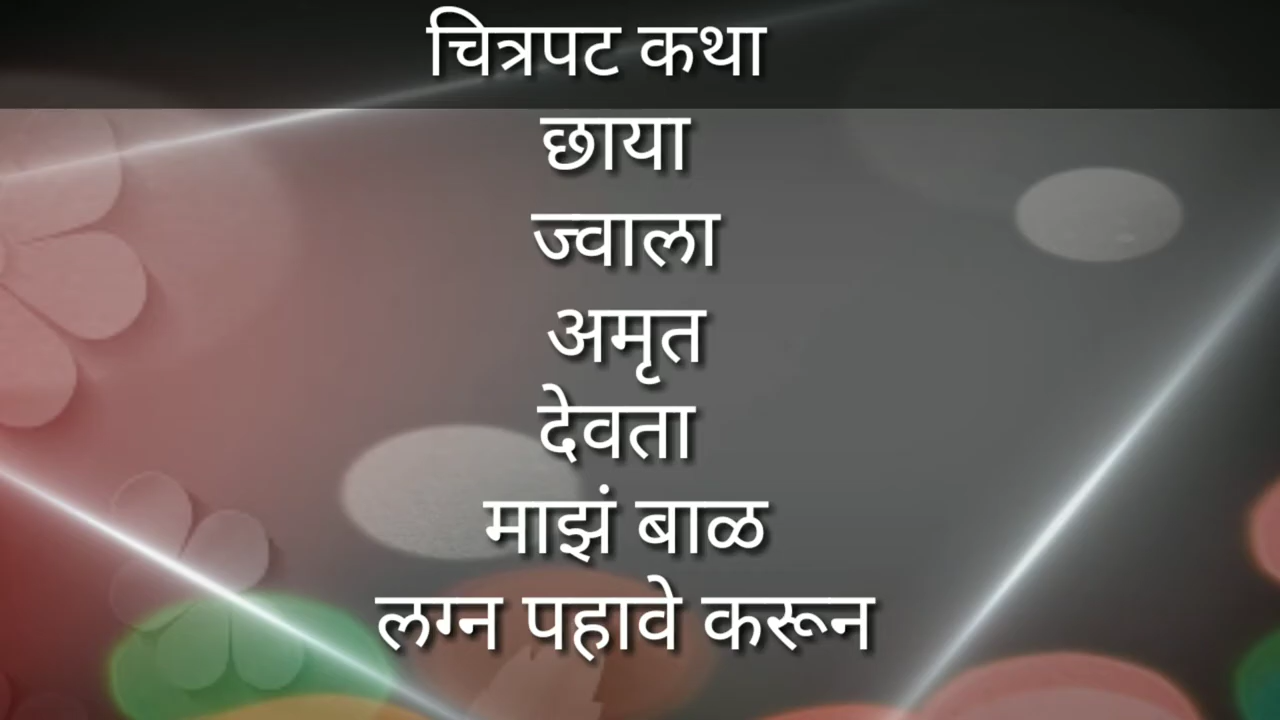 चित्रपट कथा
छाया
ज्वाला
अमृत
देवता
माझं बाळ
लग्न पहावे करून